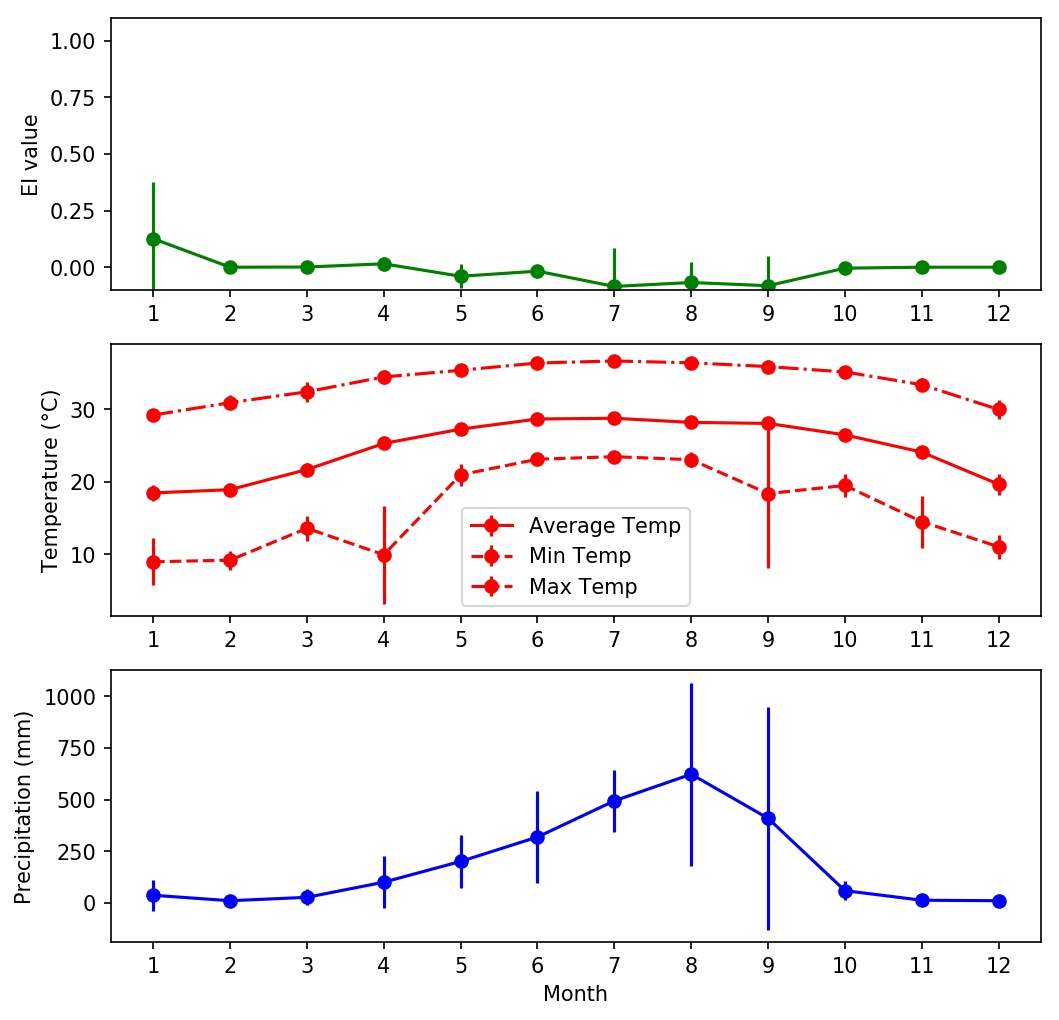 1.00
0.75
0.50
0.25
0.00
EI value
1 2 3 4 5 6 7 8 9 10 11 12
30
20
10
Temperature (°C)
Average Temp
Min Temp
Max Temp
1 2 3 4 5 6 7 8 9 10 11 12
1000
750
500
250
0
Precipitation (mm)
1 2 3 4 5 6 7 8 9 10 11 12
Month